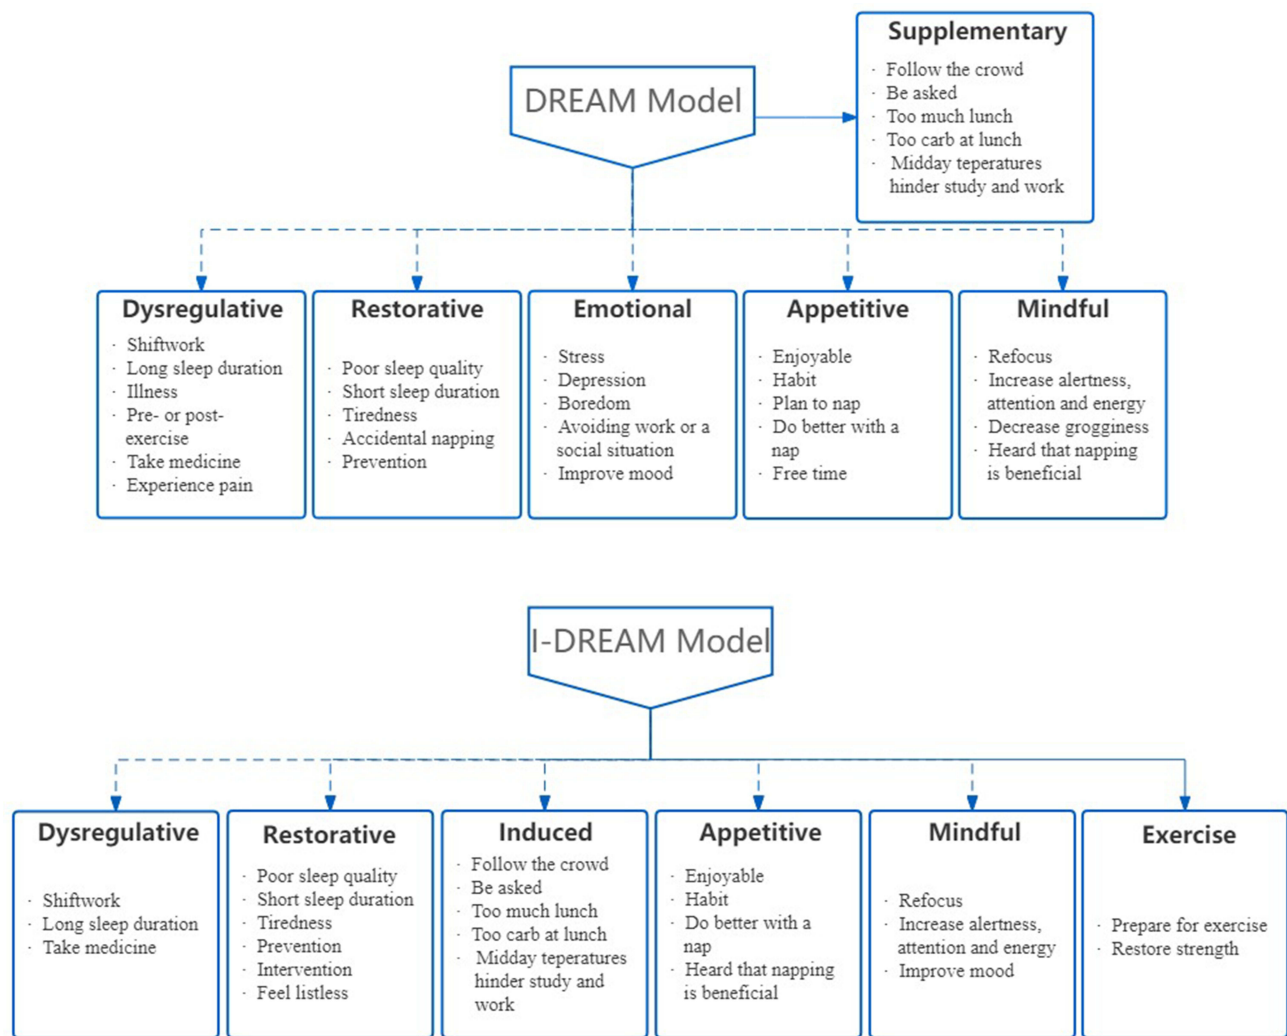 Supplementary
· Follow the crowd
· Be asked
· Too much lunch
· Too carb at lunch
· Midday teperatures
hinder study and work
DREAM Model
Dysregulative
· Shiftwork
· Long sleep duration
· Illness
· Pre- or post-
exercise
· Take medicine
· Experience pain
Restorative
· Poor sleep quality
· Short sleep duration
· Tiredness
· Accidental napping
· Prevention
Emotional
· Stress
· Depression
· Boredom
· Avoiding work or a
social situation
· Improve mood
Appetitive
· Enjoyable
· Habit
· Plan to nap
· Do better with a
nap
· Free time
Mindful
· Refocus
· Increase alertness,
attention and energy
· Decrease grogginess
· Heard that napping
is beneficial
I-DREAM Model
Dysregulative
· Shiftwork
· Long sleep duration
· Take medicine
Restorative
· Poor sleep quality
· Short sleep duration
· Tiredness
· Prevention
· Intervention
· Feel listless
Induced
· Follow the crowd
· Be asked
· Too much lunch
· Too carb at lunch
· Midday teperatures
hinder study and
work
Appetitive
· Enjoyable
· Habit
· Do better with a
nap
· Heard that napping
is beneficial
Mindful
· Refocus
· Increase alertness,
attention and energy
· Improve mood
Exercise
· Prepare for exercise
· Restore strength